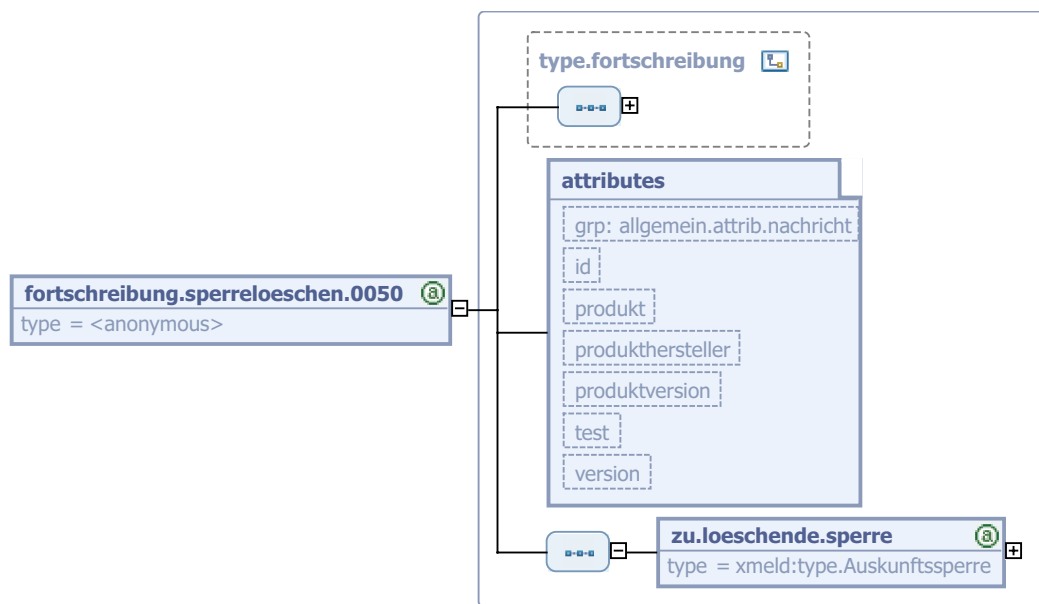 type.fortschreibung
attributes
grp: allgemein.attrib.nachricht
id
produkt
produkthersteller
produktversion
test
version
fortschreibung.sperreloeschen.0050
type = <anonymous>
zu.loeschende.sperre
type = xmeld:type.Auskunftssperre